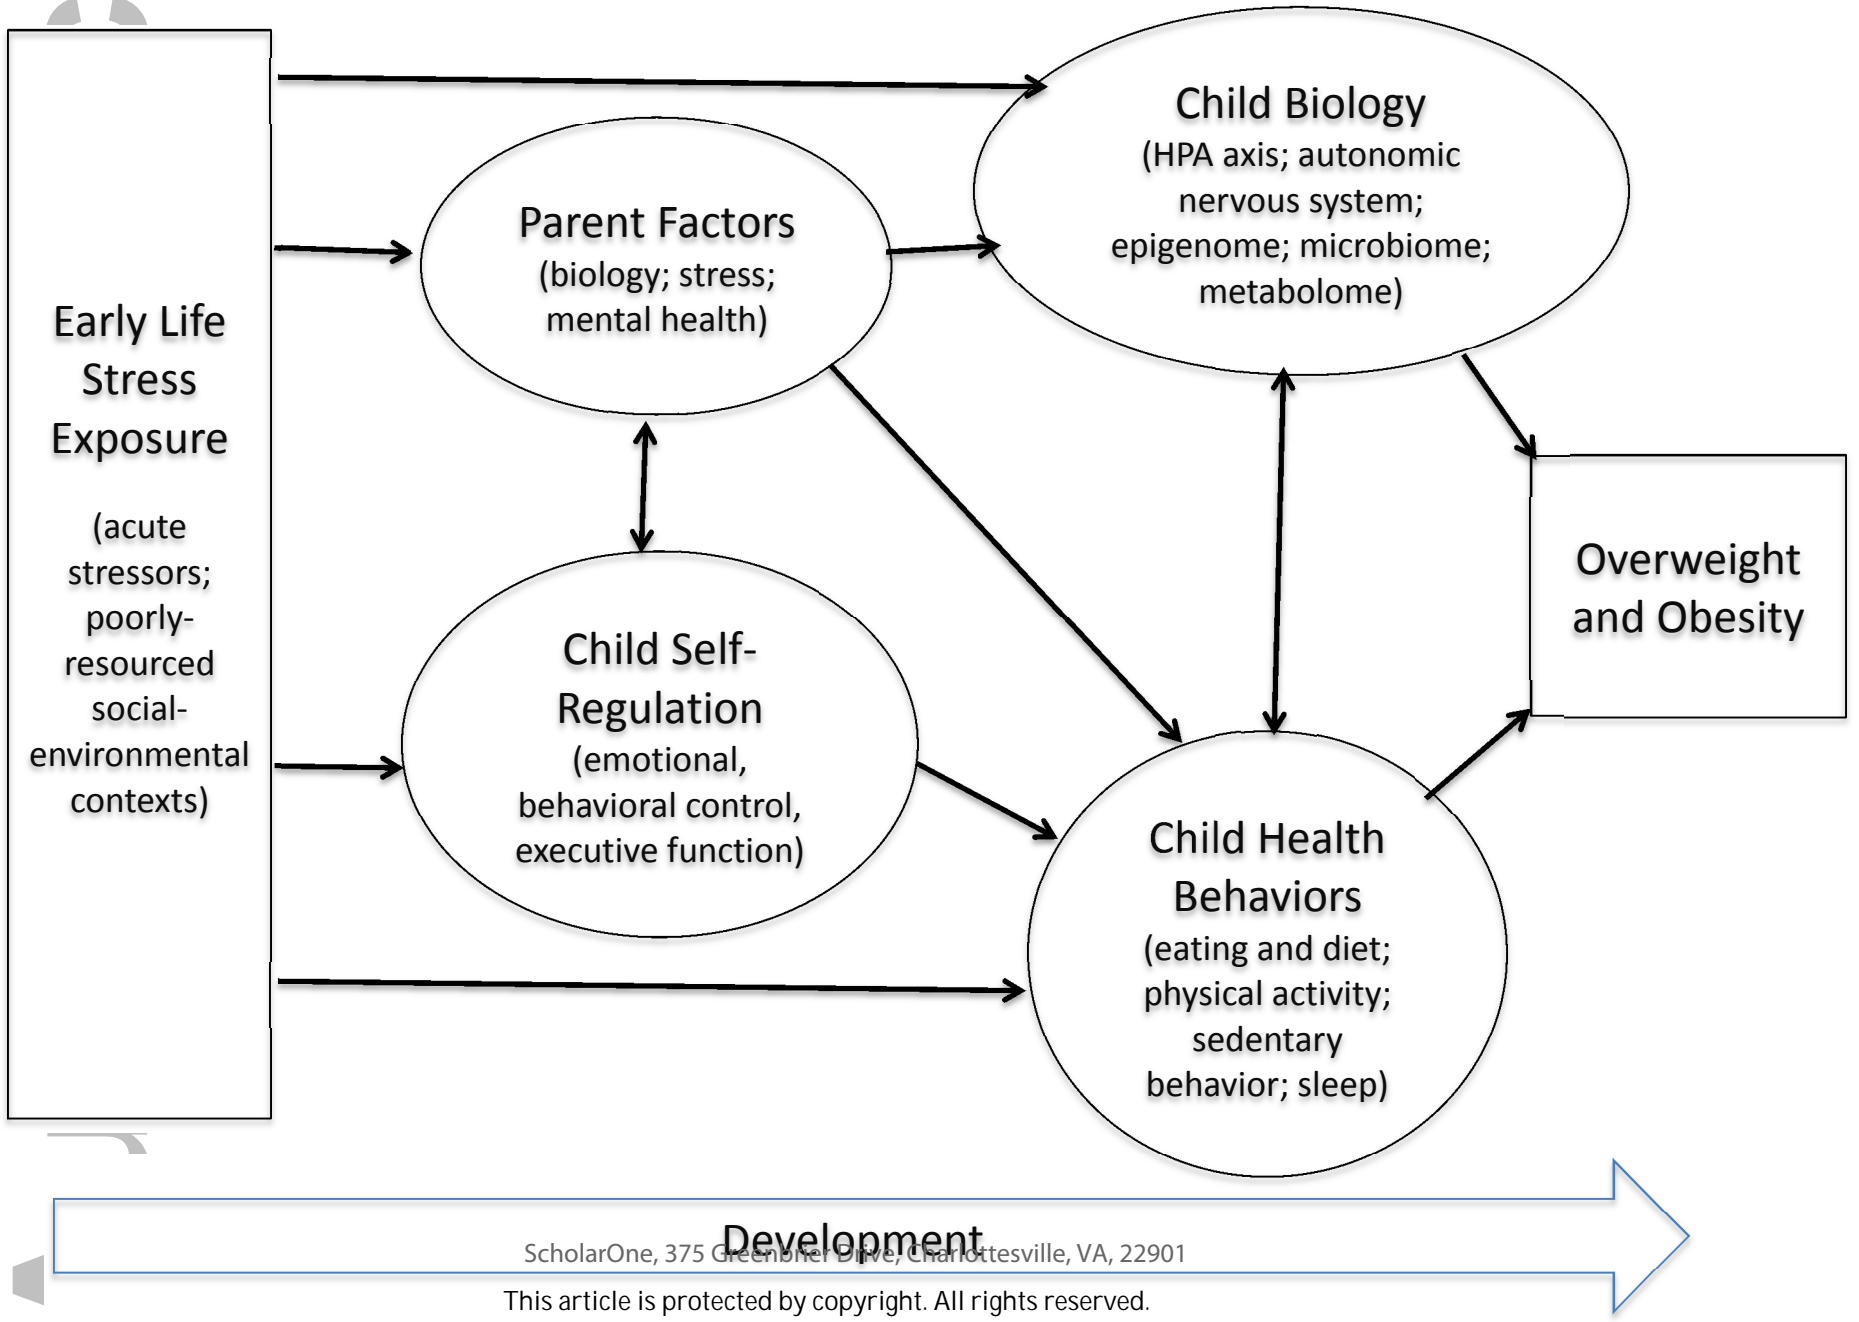 Early Life
Stress
Exposure
(acute
stressors;
poorly-
resourced
social-
environmental
contexts)
Parent Factors
(biology; stress;
mental health)
Child Self-
Regulation
(emotional,
behavioral control,
executive function)
Child Biology
(HPA axis; autonomic
nervous system;
epigenome; microbiome;
metabolome)
Child Health
Behaviors
(eating and diet;
physical activity;
sedentary
behavior; sleep)
Overweight
and Obesity
Development
ScholarOne, 375 Greenbrier Drive, Charlottesville, VA, 22901
This article is protected by copyright. All rights reserved.